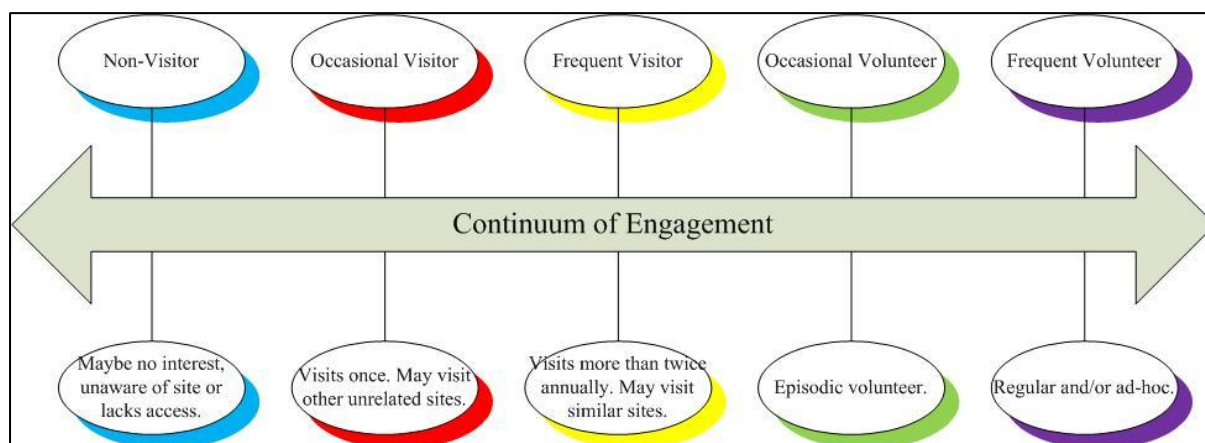 Non-Visitor
Occasional Visitor
Frequent Visitor
Occasional Volunteer
Frequent Volunteer
Continuum of Engagement
Maybe no interest,
unaware of site or
lacks access.
Visits once. May visit
other unrelated sites.
Visits more than twice
annually. May visit
similar sites.
Episodic volunteer.
Regular and/or ad-hoc.